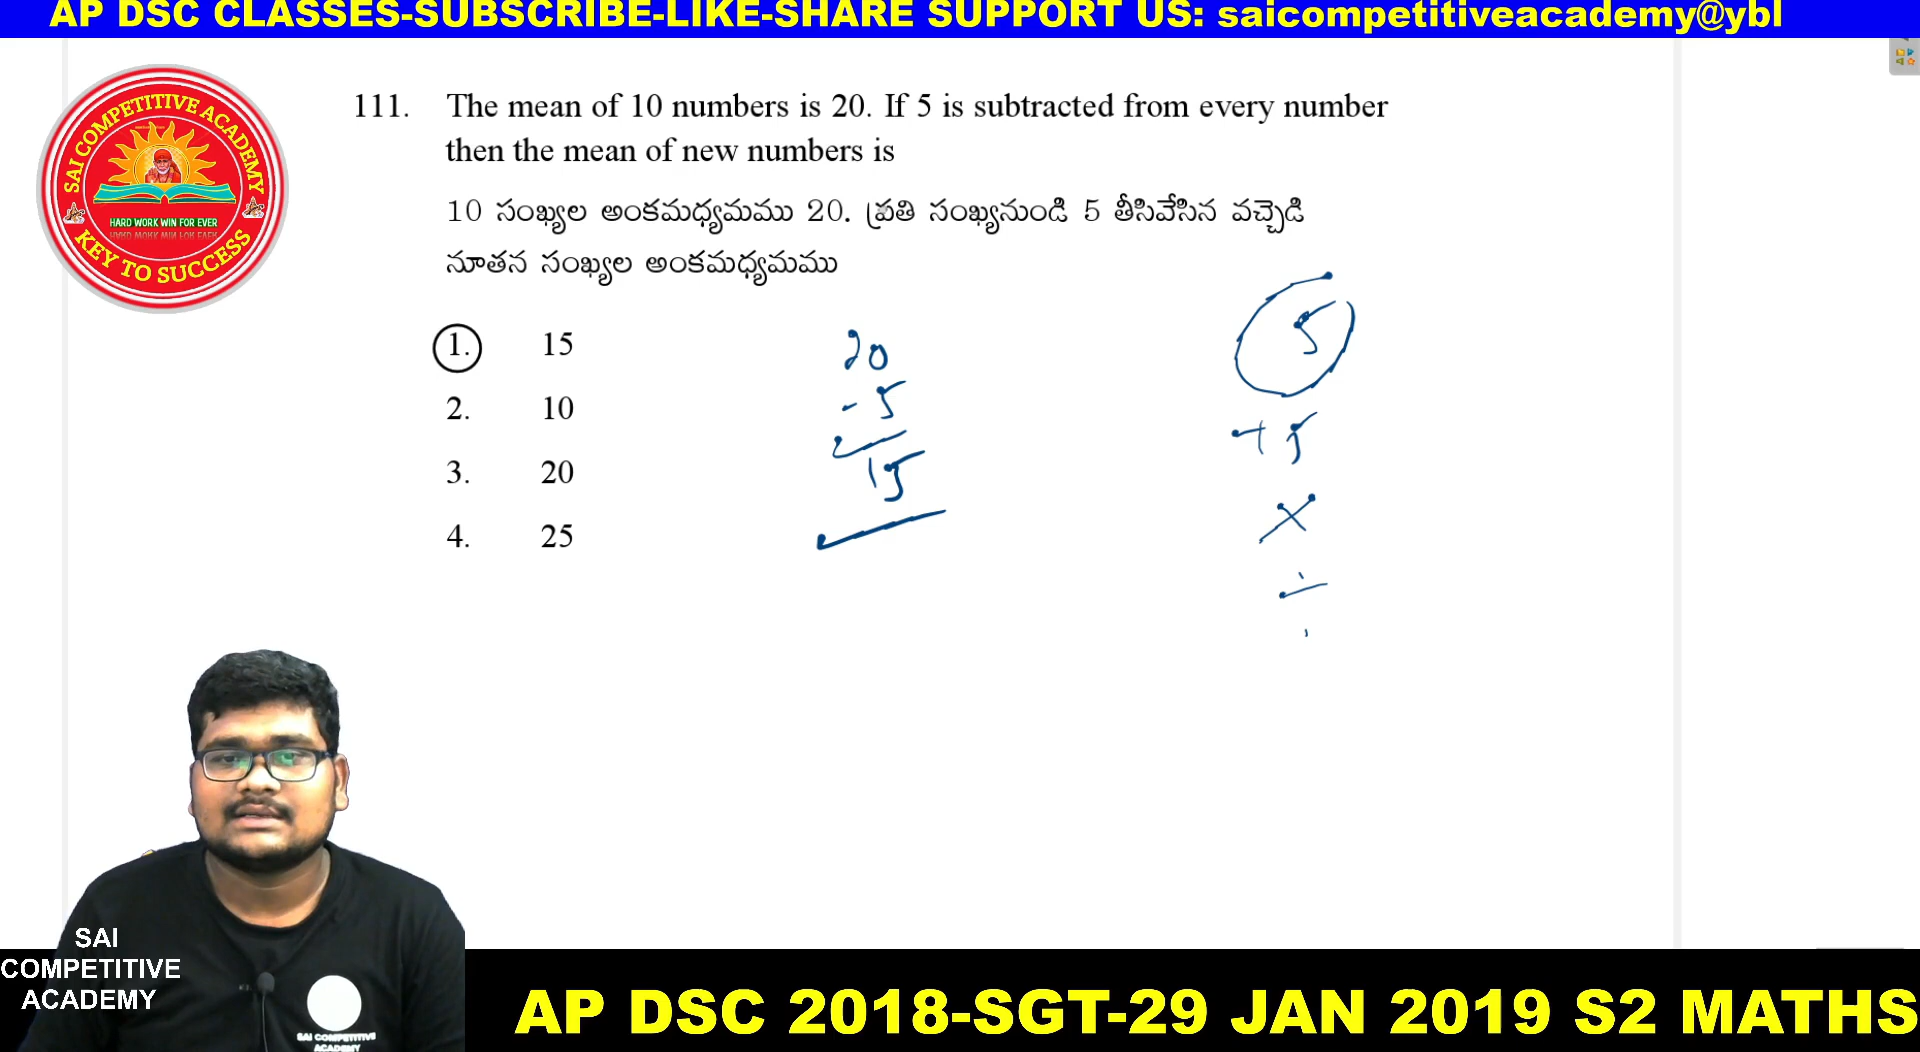 AP DSC CLASSES-SUBSCRIBE-LIKE-SHARE SUPPORT US: saicompetitiveacademy@ybl
SAI COMPETITIVE ACADEMY
HARD WORK WIN FOR EVER
KEY TO SUCCESS
111. The mean of 10 numbers is 20. If 5 is subtracted from every number
then the mean of new numbers is
10 సంఖ్యల అంకమధ్యమము 20. ప్రతి సంఖ్యనుండి 5 తీసివేసిన వచ్చెడి
నూతన సంఖ్యల అంకమధ్యమము
1. 15
2. 10
3. 20
4. 25
20
- 5
15
5
+ 5
×
÷
SAI
COMPETITIVE
ACADEMY
SAI COMPETITIVE
ACADEMY
AP DSC 2018-SGT-29 JAN 2019 S2 MATHS